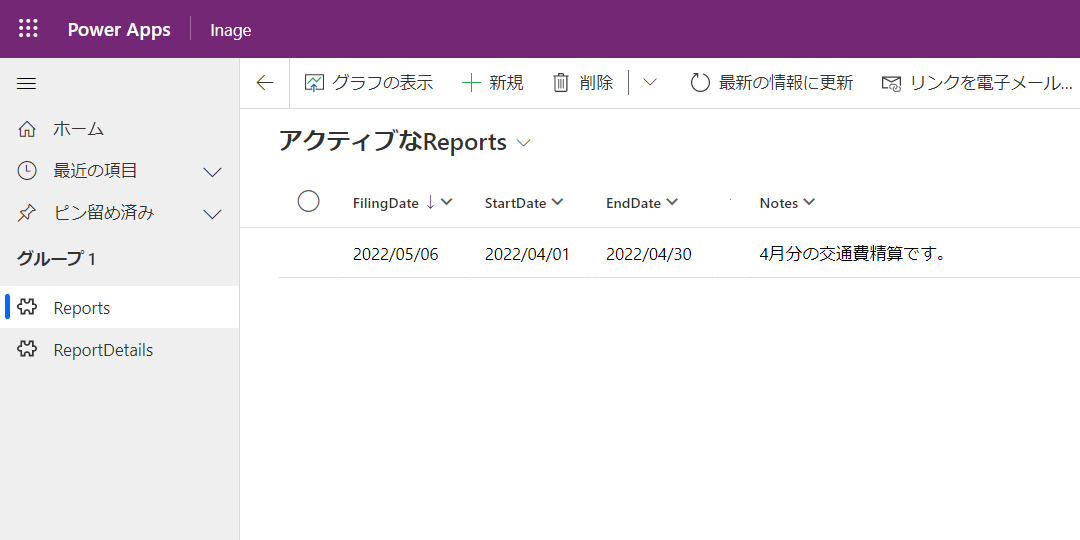 Power Apps Inage
グラフの表示 新規 削除 最新の情報に更新 リンクを電子メール...
ホーム
最近の項目
ピン留め済み
グループ 1
Reports
ReportDetails
アクティブなReports
FilingDate StartDate EndDate Notes
2022/05/06 2022/04/01 2022/04/30 4月分の交通費精算です。